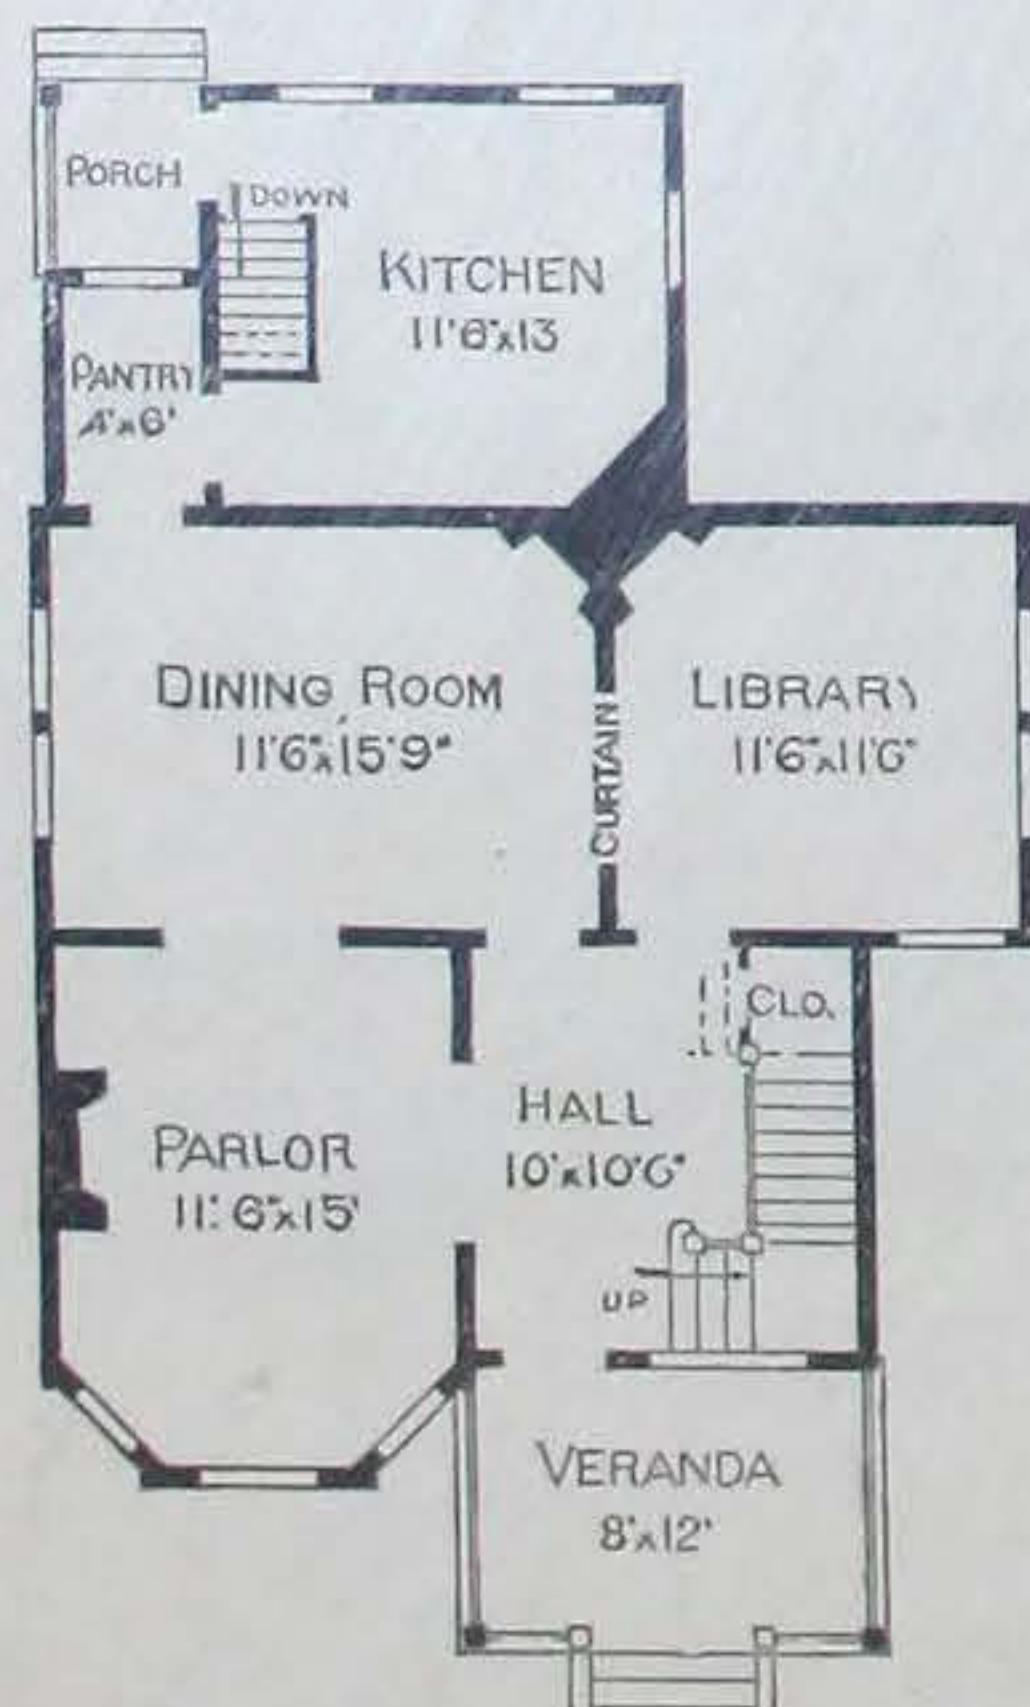 PORCH
DOWN
KITCHEN
11'6"x13
PANTRY
4'x6'
DINING ROOM
11'6"x15'9"
CURTAIN
LIBRARY
11'6"x11'6"
CLO.
HALL
10'x10'6"
PARLOR
11'.6"x15'
UP
VERANDA
8'x12'